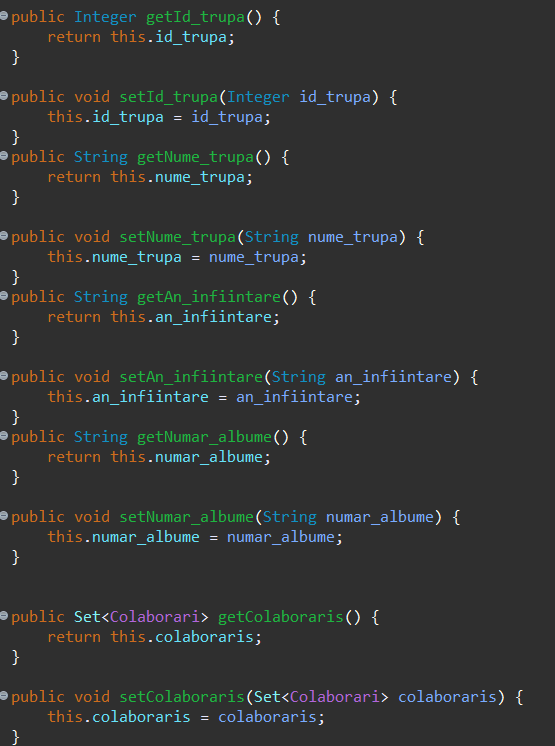 public Integer getId_trupa() {
    return this.id_trupa;
}

public void setId_trupa(Integer id_trupa) {
    this.id_trupa = id_trupa;
}
public String getNume_trupa() {
    return this.nume_trupa;
}

public void setNume_trupa(String nume_trupa) {
    this.nume_trupa = nume_trupa;
}
public String getAn_infiintare() {
    return this.an_infiintare;
}

public void setAn_infiintare(String an_infiintare) {
    this.an_infiintare = an_infiintare;
}
public String getNumar_albume() {
    return this.numar_albume;
}

public void setNumar_albume(String numar_albume) {
    this.numar_albume = numar_albume;
}


public Set<Colaborari> getColaboraris() {
    return this.colaboraris;
}

public void setColaboraris(Set<Colaborari> colaboraris) {
    this.colaboraris = colaboraris;
}